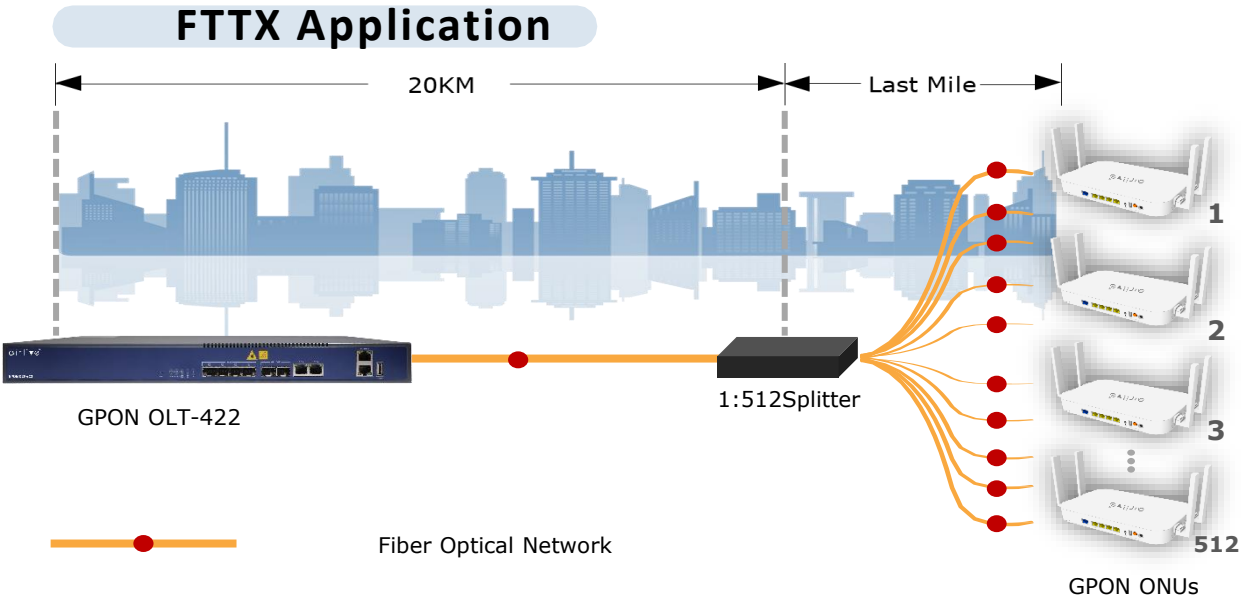 FTTX Application
20KM
Last Mile
1
2
3
512
GPON OLT-422
1:512Splitter
Fiber Optical Network
GPON ONUs